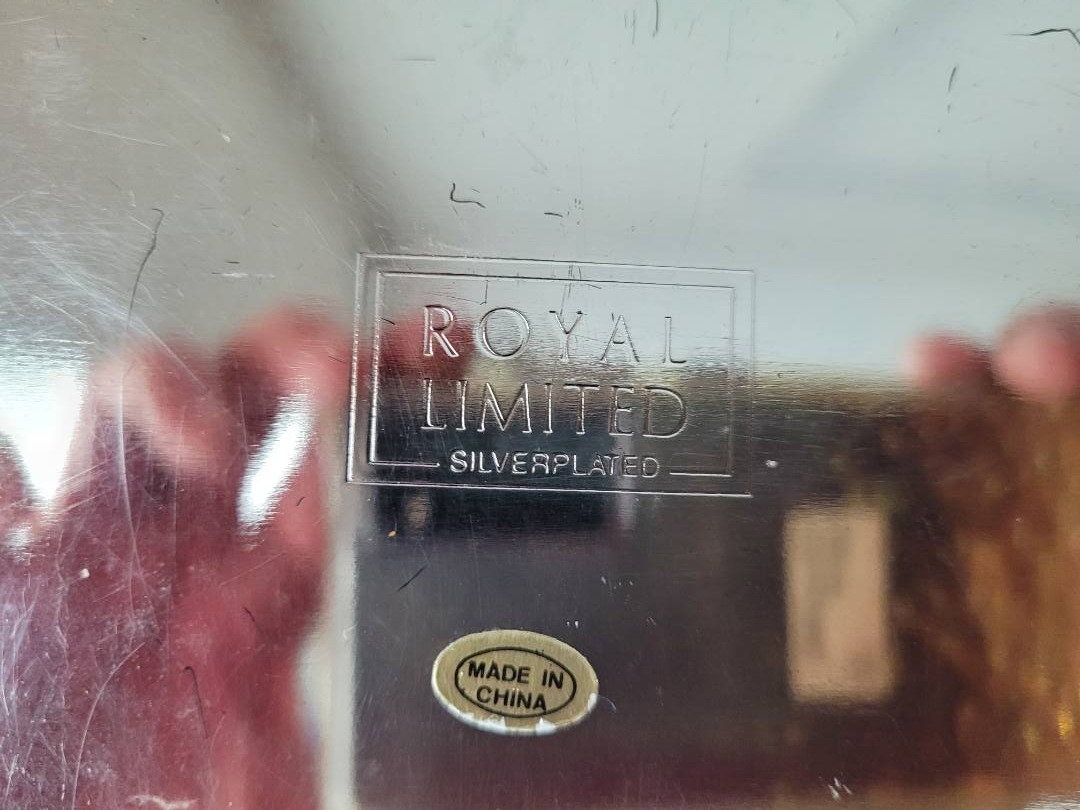 ROYAL
LIMITED
SILVERPLATED
MADE IN
CHINA